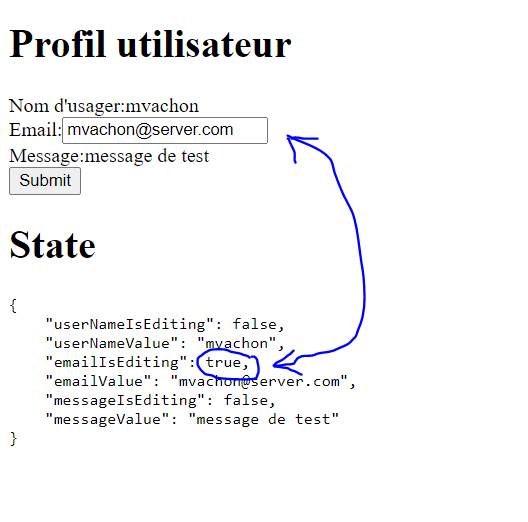 Profil utilisateur
Nom d'usager:mvachon
Email:mvachon@server.com
Message:message de test
Submit
State
{
"userNameIsEditing": false,
"userNameValue": "mvachon",
"emailIsEditing": true,
"emailValue": "mvachon@server.com",
"messageIsEditing": false,
"messageValue": "message de test"
}